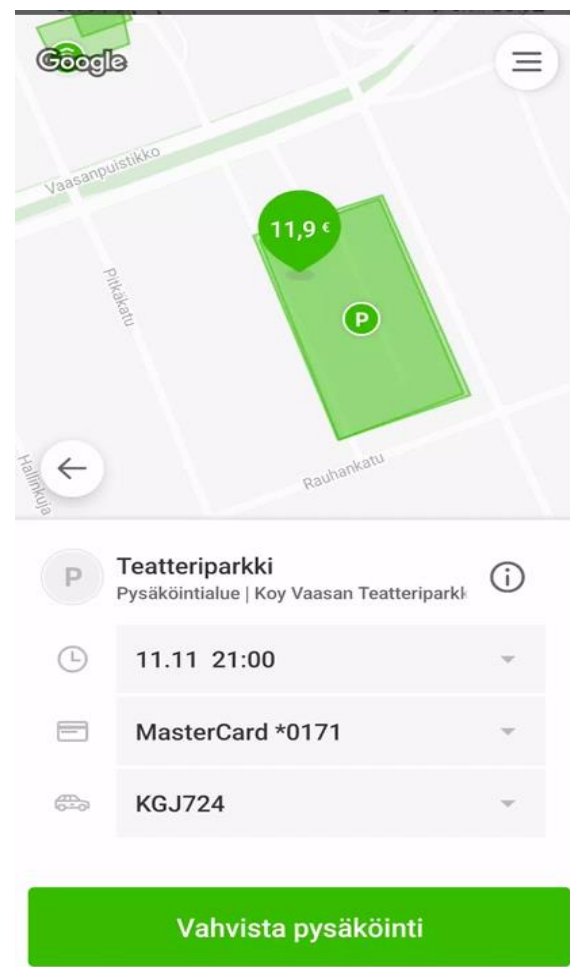 Google
Vaasanpuistikko
11,9 €
Pitkäkatu
P
Hallinkuja
Rauhankatu
P
Teatteriparkki
Pysäköintialue | Koy Vaasan Teatteripark
11.11 21:00
MasterCard *0171
KGJ724
Vahvista pysäköinti